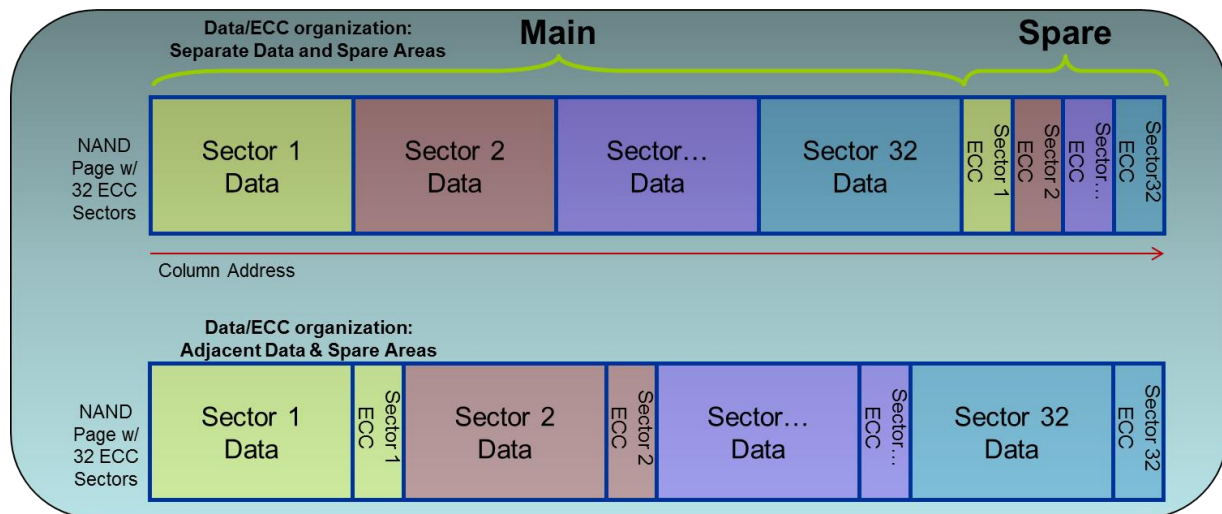 Data/ECC organization:
Separate Data and Spare Areas
Main
Spare
NAND
Page w/
32 ECC
Sectors
Sector 1
Data
Sector 2
Data
Sector...
Data
Sector 32
Data
Sector 1
ECC
Sector 2
ECC
Sector...
ECC
Sector32
ECC
Column Address
Data/ECC organization:
Adjacent Data & Spare Areas
NAND
Page w/
32 ECC
Sectors
Sector 1
Data
Sector 1
ECC
Sector 2
Data
Sector 2
ECC
Sector...
Data
Sector...
ECC
Sector 32
Data
Sector 32
ECC